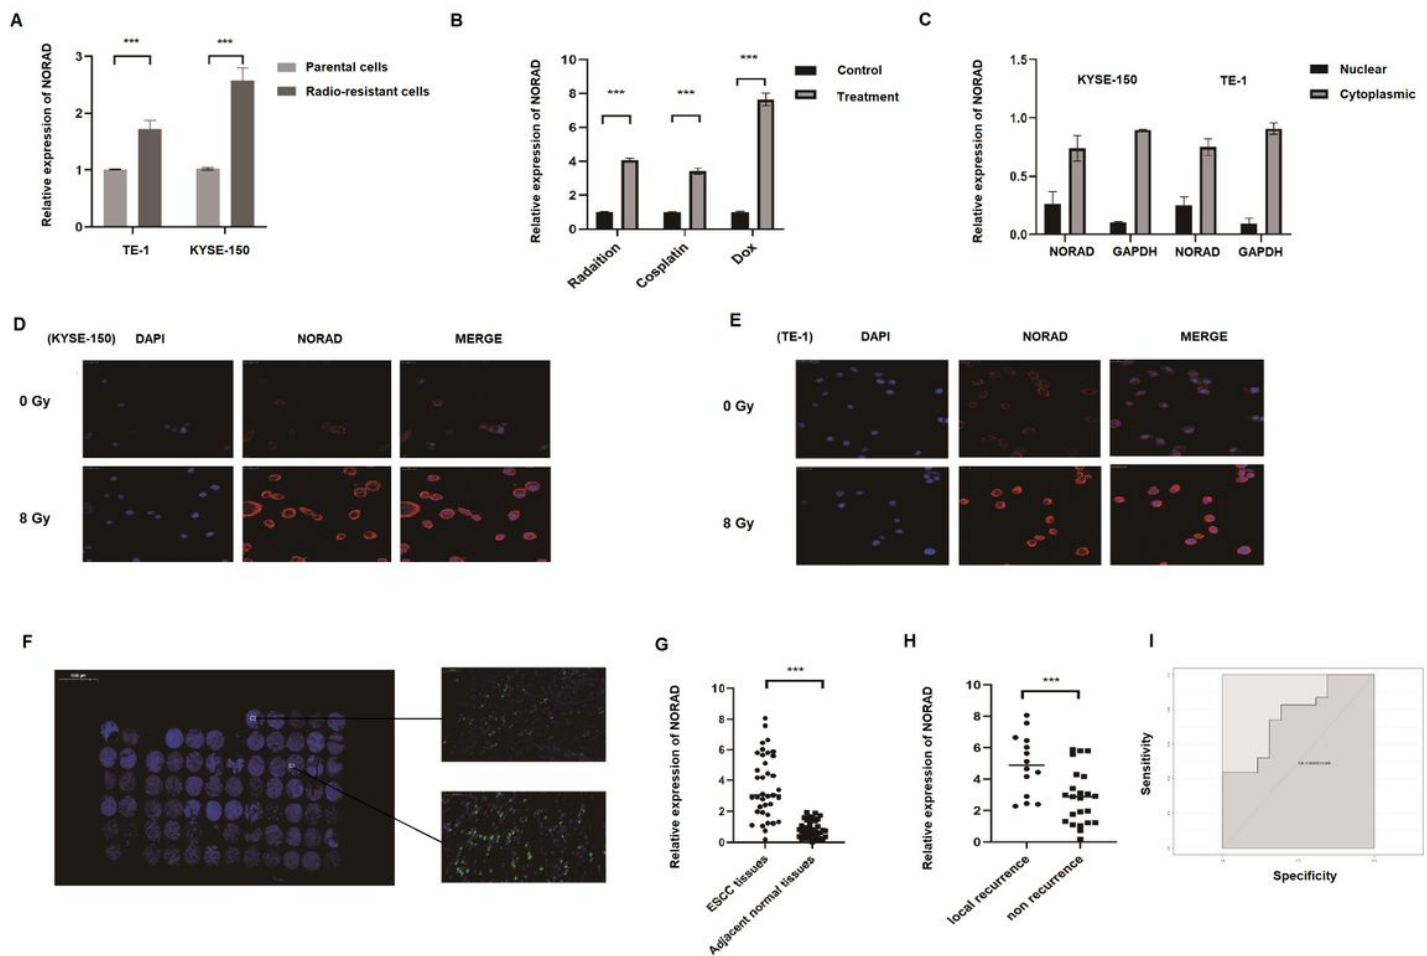 A
Relative expression of NORAD
3
2
1
0
***
***
TE-1
KYSE-150
Parental cells
Radio-resistant cells
B
Relative expression of NORAD
10
8
6
4
2
0
***
***
***
Radaition
Cosplatin
Dox
Control
Treatment
C
Relative expression of NORAD
1.5
1.0
0.5
0.0
KYSE-150
TE-1
NORAD
GAPDH
NORAD
GAPDH
Nuclear
Cytoplasmic
D
(KYSE-150) DAPI NORAD MERGE
0 Gy
8 Gy
E
(TE-1) DAPI NORAD MERGE
0 Gy
8 Gy
F
G
Relative expression of NORAD
10
8
6
4
2
0
***
ESCC tissues
Adjacent normal tissues
H
Relative expression of NORAD
10
8
6
4
2
0
***
local recurrence
non recurrence
I
Sensitivity
Specificity